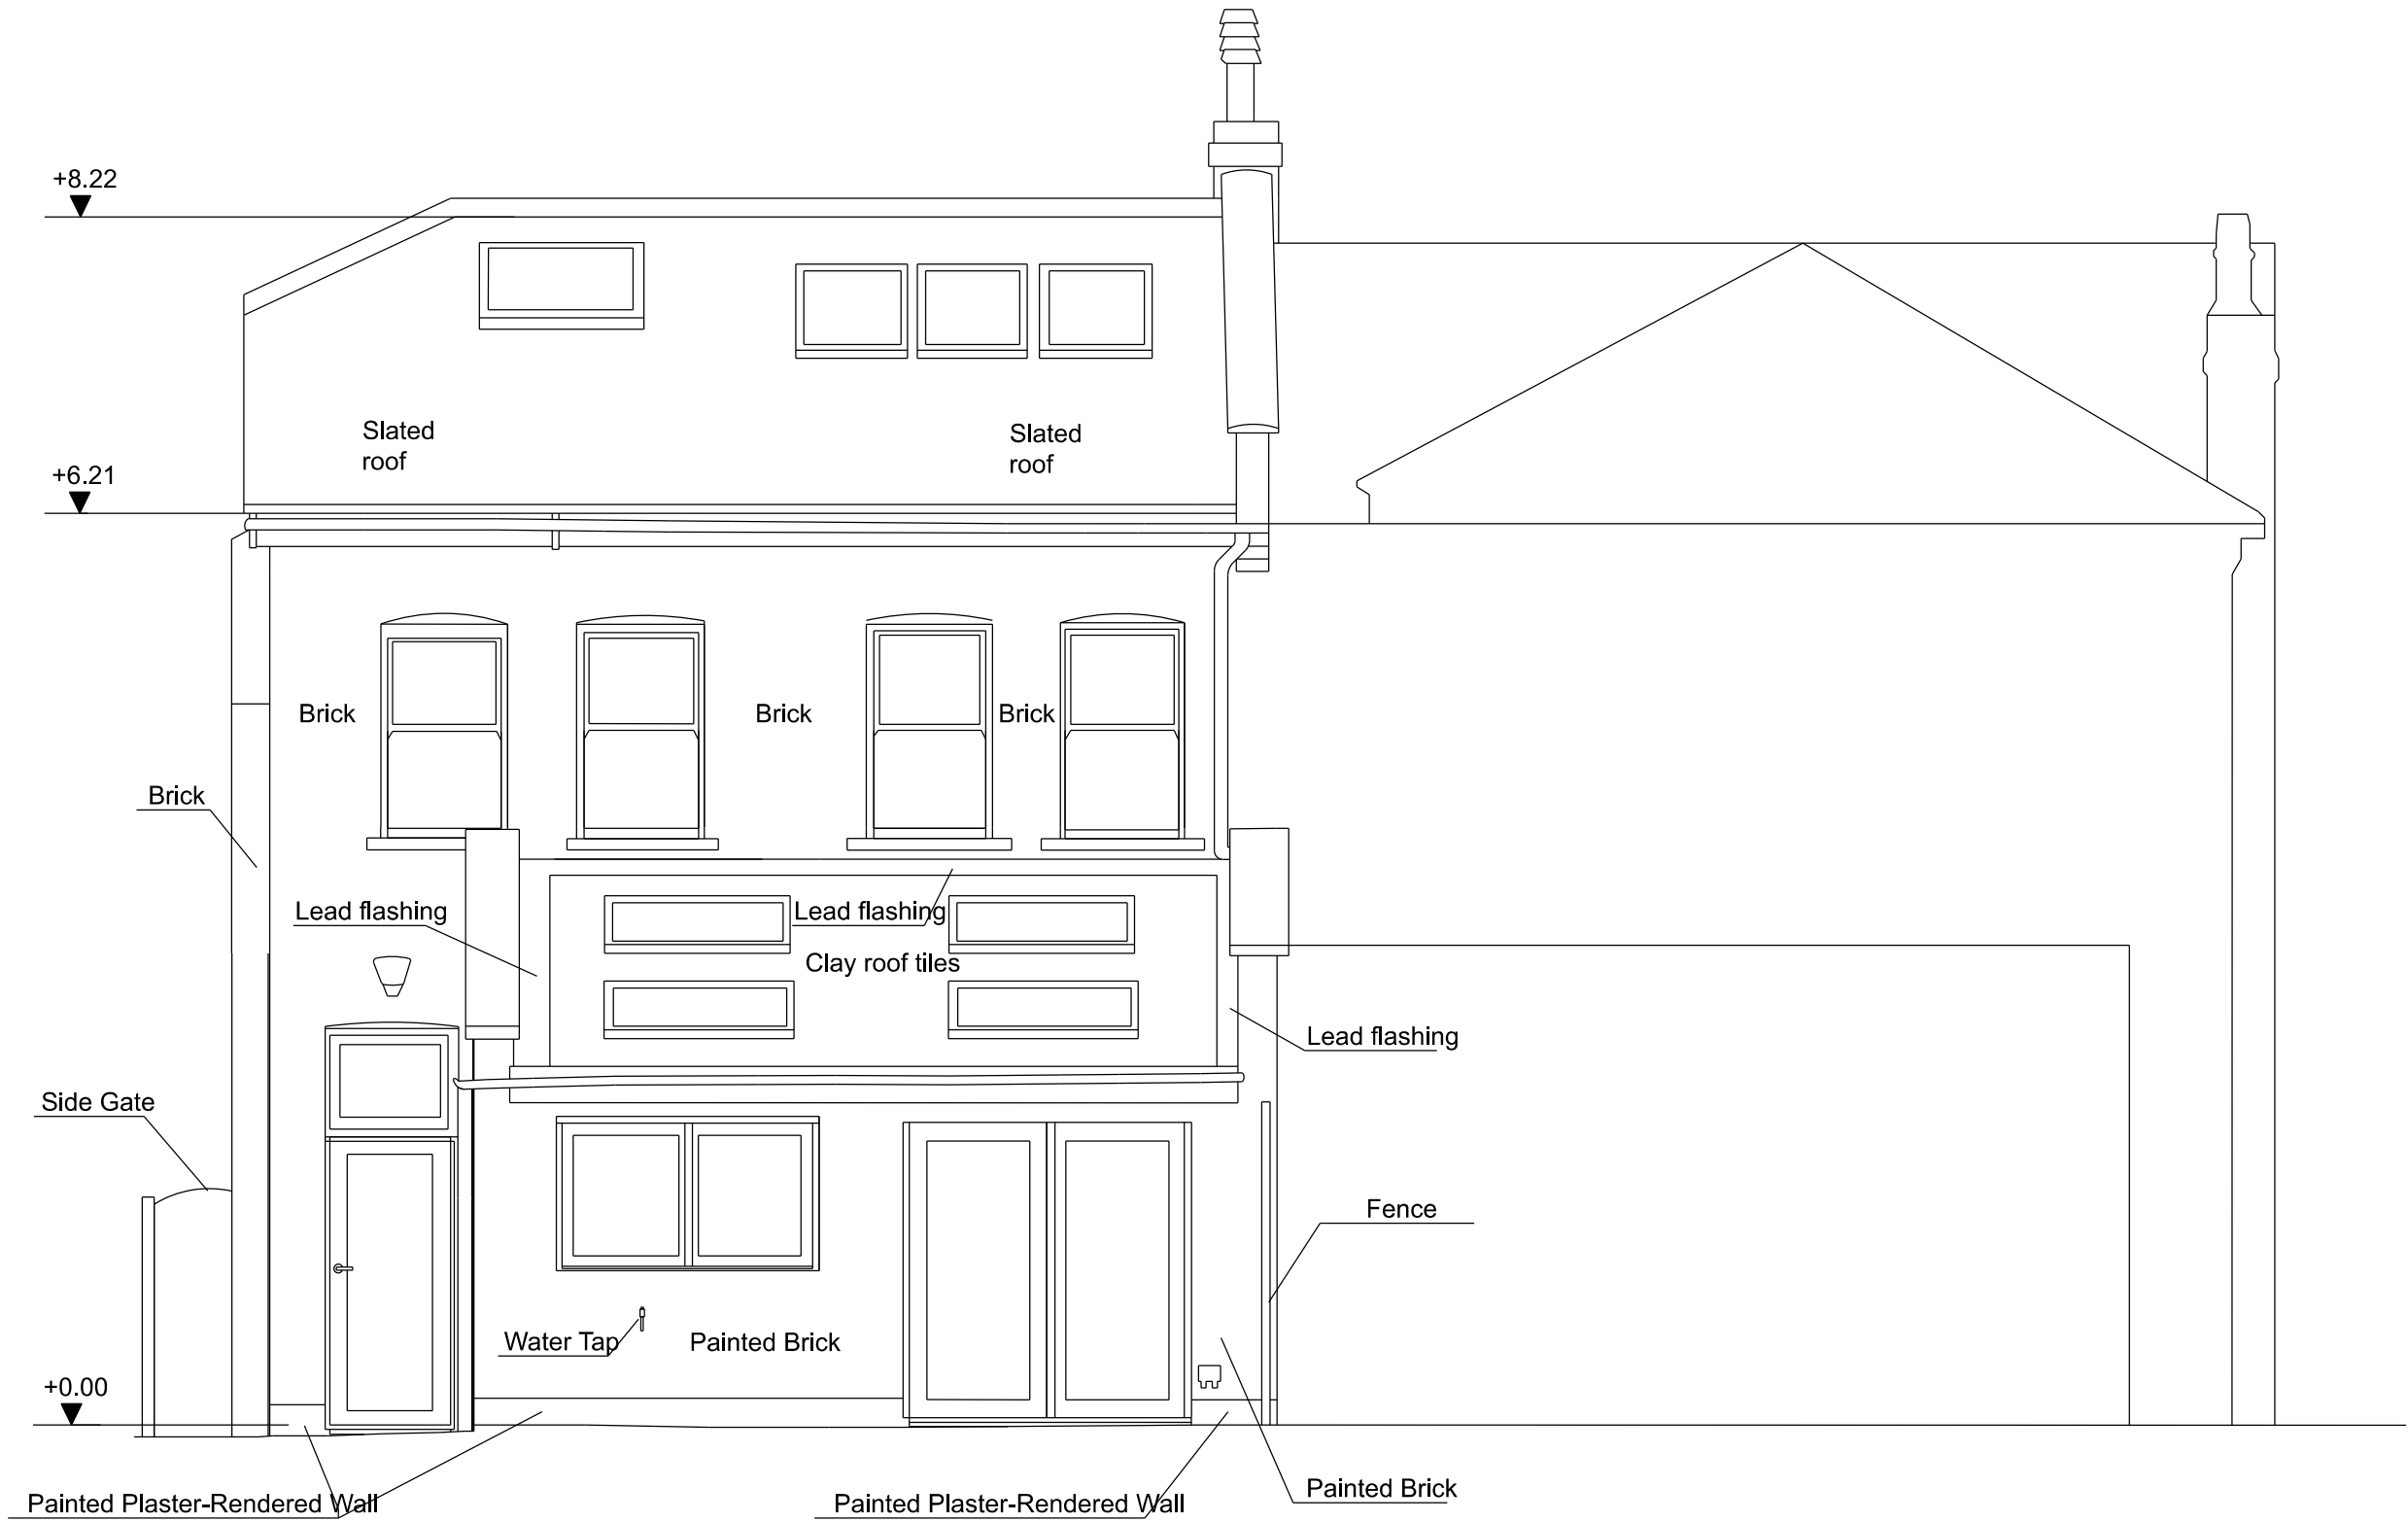 +8.22
Slated
roof
Slated
roof
+6.21
Brick
Brick
Brick
Brick
Lead flashing
Lead flashing
Clay roof tiles
Lead flashing
Side Gate
Fence
Water Tap
Painted Brick
+0.00
Painted Brick
Painted Plaster-Rendered Wall
Painted Plaster-Rendered Wall